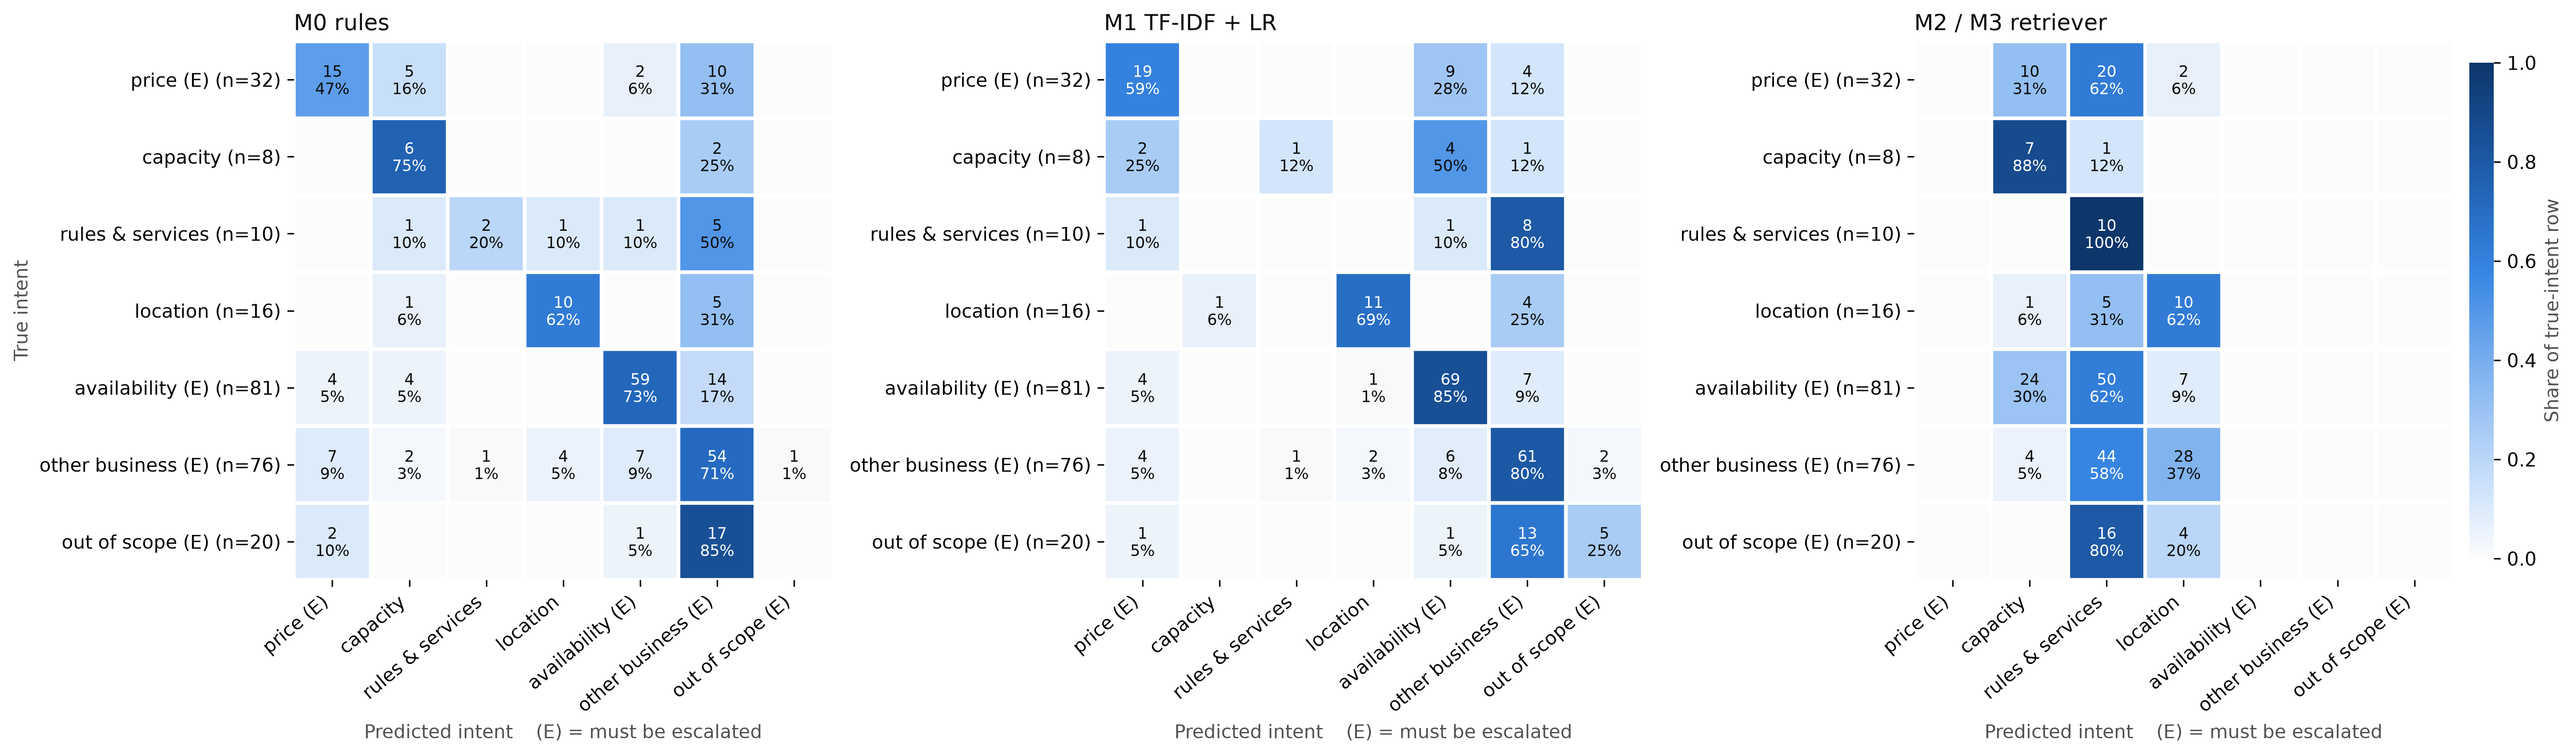 M0 rules
True intent
price (E) (n=32)
15 5 2 10
47% 16% 6% 31%
capacity (n=8)
6 2
75% 25%
rules & services (n=10)
1 2 1 1 5
10% 20% 10% 10% 50%
location (n=16)
1 10 5
6% 62% 31%
availability (E) (n=81)
4 4 59 14
5% 5% 73% 17%
other business (E) (n=76)
7 2 1 4 7 54 1
9% 3% 1% 5% 9% 71% 1%
out of scope (E) (n=20)
2 1 17
10% 5% 85%
price (E)
capacity
rules & services
location
availability (E)
other business (E)
out of scope (E)
Predicted intent (E) = must be escalated
M1 TF-IDF + LR
price (E) (n=32)
19 9 4
59% 28% 12%
capacity (n=8)
2 1 4 1
25% 12% 50% 12%
rules & services (n=10)
1 1 8
10% 10% 80%
location (n=16)
1 11 4
6% 69% 25%
availability (E) (n=81)
4 1 69 7
5% 1% 85% 9%
other business (E) (n=76)
4 1 2 6 61 2
5% 1% 3% 8% 80% 3%
out of scope (E) (n=20)
1 1 13 5
5% 5% 65% 25%
price (E)
capacity
rules & services
location
availability (E)
other business (E)
out of scope (E)
Predicted intent (E) = must be escalated
M2 / M3 retriever
price (E) (n=32)
10 20 2
31% 62% 6%
capacity (n=8)
7 1
88% 12%
rules & services (n=10)
10
100%
location (n=16)
1 5 10
6% 31% 62%
availability (E) (n=81)
24 50 7
30% 62% 9%
other business (E) (n=76)
4 44 28
5% 58% 37%
out of scope (E) (n=20)
16 4
80% 20%
price (E)
capacity
rules & services
location
availability (E)
other business (E)
out of scope (E)
Predicted intent (E) = must be escalated
1.0
0.8
0.6
0.4
0.2
0.0
Share of true-intent row